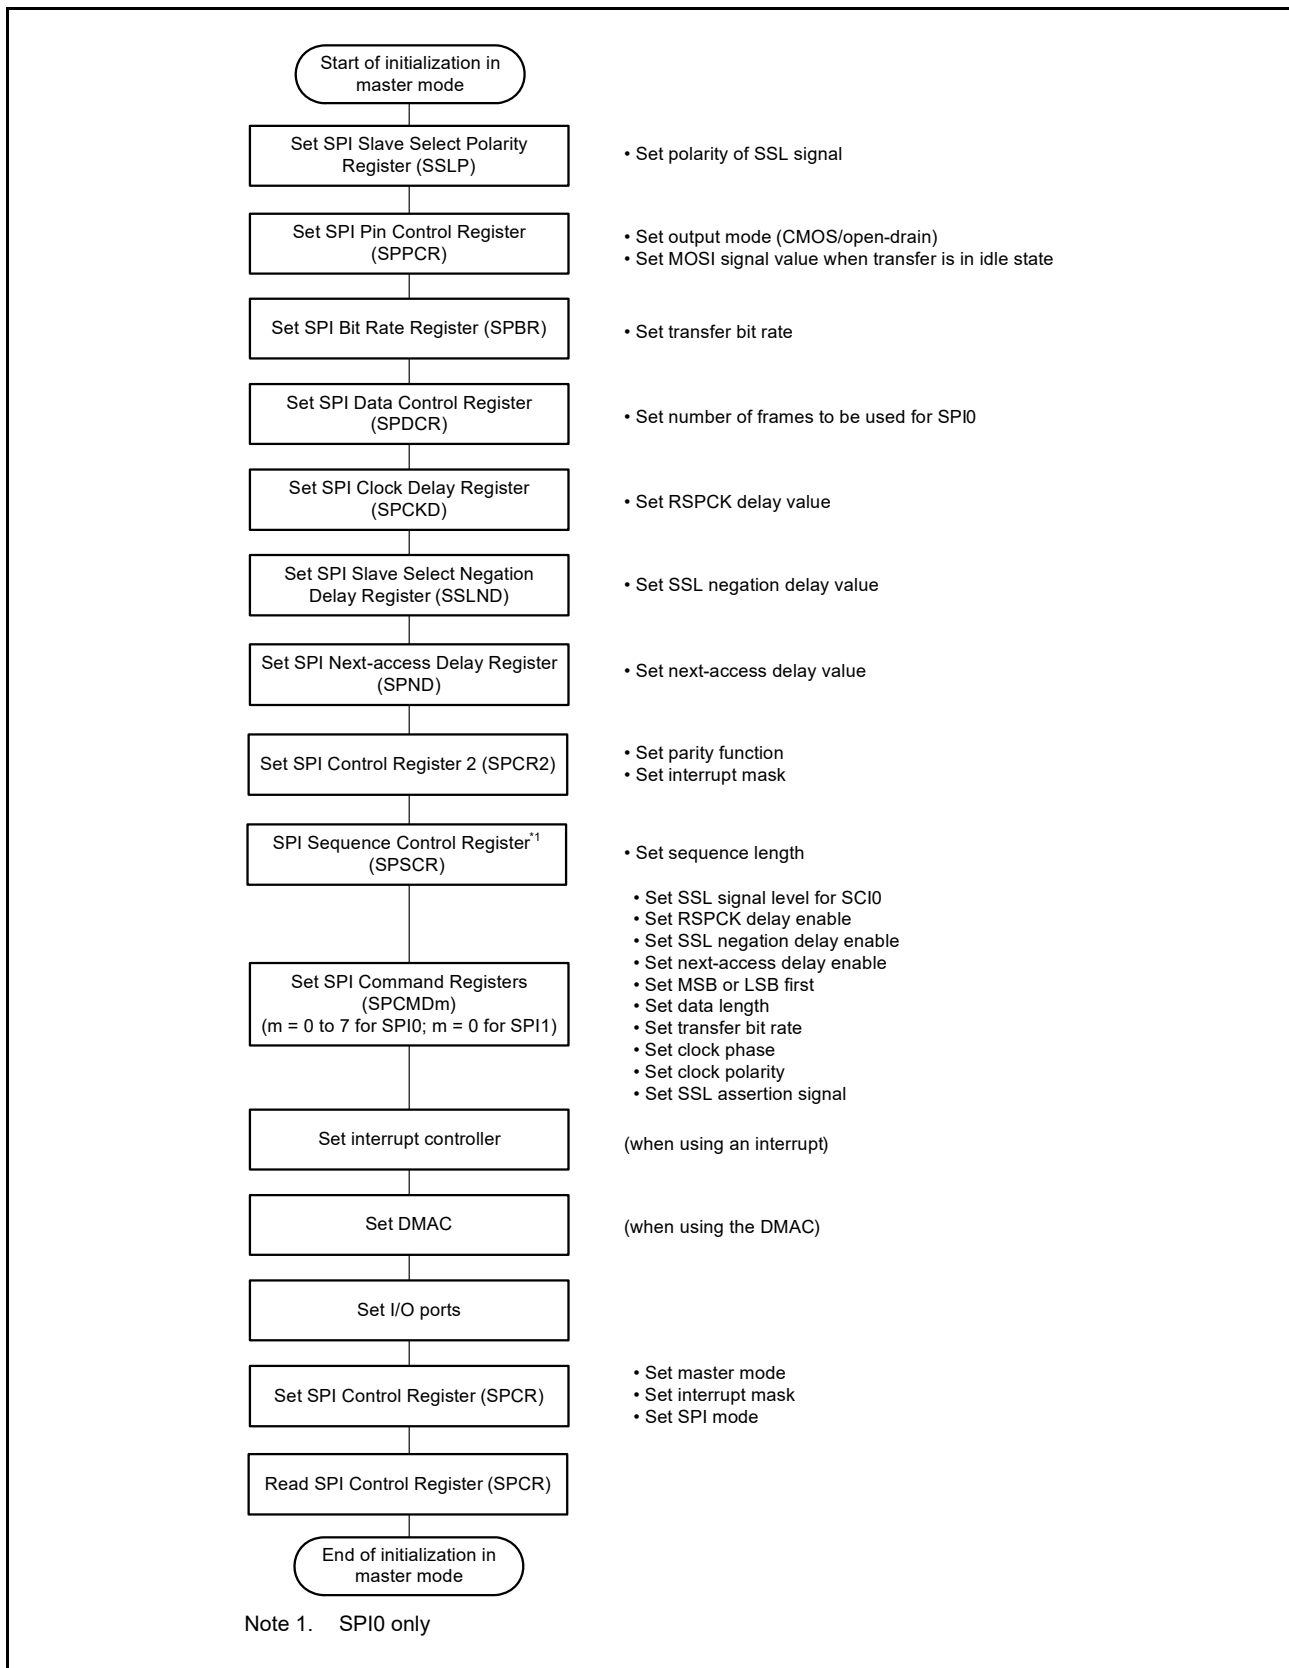 Start of initialization in
master mode
Set SPI Slave Select Polarity
Register (SSLP)
• Set polarity of SSL signal
Set SPI Pin Control Register
(SPPCR)
• Set output mode (CMOS/open-drain)
• Set MOSI signal value when transfer is in idle state
Set SPI Bit Rate Register (SPBR)
• Set transfer bit rate
Set SPI Data Control Register
(SPDCR)
• Set number of frames to be used for SPI0
Set SPI Clock Delay Register
(SPCKD)
• Set RSPCK delay value
Set SPI Slave Select Negation
Delay Register (SSLND)
• Set SSL negation delay value
Set SPI Next-access Delay Register
(SPND)
• Set next-access delay value
Set SPI Control Register 2 (SPCR2)
• Set parity function
• Set interrupt mask
SPI Sequence Control Register*1
(SPSCR)
• Set sequence length
Set SPI Command Registers
(SPCMDm)
(m = 0 to 7 for SPI0; m = 0 for SPI1)
• Set SSL signal level for SCI0
• Set RSPCK delay enable
• Set SSL negation delay enable
• Set next-access delay enable
• Set MSB or LSB first
• Set data length
• Set transfer bit rate
• Set clock phase
• Set clock polarity
• Set SSL assertion signal
Set interrupt controller
(when using an interrupt)
Set DMAC
(when using the DMAC)
Set I/O ports
Set SPI Control Register (SPCR)
• Set master mode
• Set interrupt mask
• Set SPI mode
Read SPI Control Register (SPCR)
End of initialization in
master mode
Note 1. SPI0 only